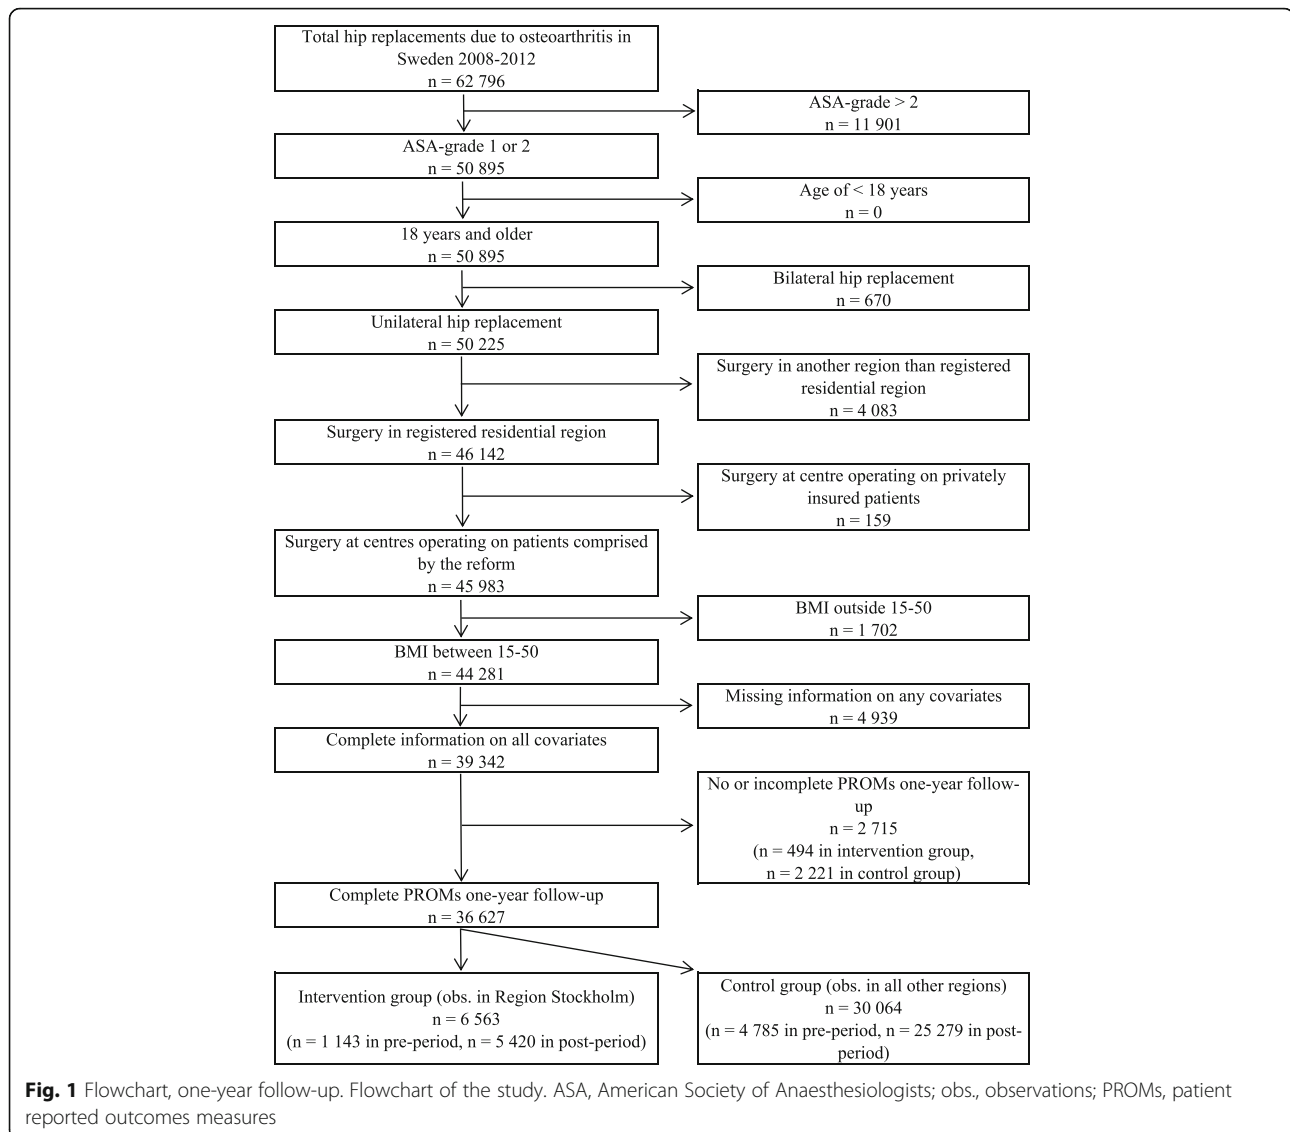 Total hip replacements due to osteoarthritis in
Sweden 2008-2012
n = 62 796
ASA-grade > 2
n = 11 901
ASA-grade 1 or 2
n = 50 895
Age of < 18 years
n = 0
18 years and older
n = 50 895
Bilateral hip replacement
n = 670
Unilateral hip replacement
n = 50 225
Surgery in another region than registered
residential region
n = 4 083
Surgery in registered residential region
n = 46 142
Surgery at centre operating on privately
insured patients
n = 159
Surgery at centres operating on patients comprised
by the reform
n = 45 983
BMI outside 15-50
n = 1 702
BMI between 15-50
n = 44 281
Missing information on any covariates
n = 4 939
Complete information on all covariates
n = 39 342
No or incomplete PROMs one-year follow-
up
n = 2 715
(n = 494 in intervention group,
n = 2 221 in control group)
Complete PROMs one-year follow-up
n = 36 627
Intervention group (obs. in Region Stockholm)
n = 6 563
(n = 1 143 in pre-period, n = 5 420 in post-period)
Control group (obs. in all other regions)
n = 30 064
(n = 4 785 in pre-period, n = 25 279 in post-
period)
Fig. 1 Flowchart, one-year follow-up. Flowchart of the study. ASA, American Society of Anaesthesiologists; obs., observations; PROMs, patient
reported outcomes measures